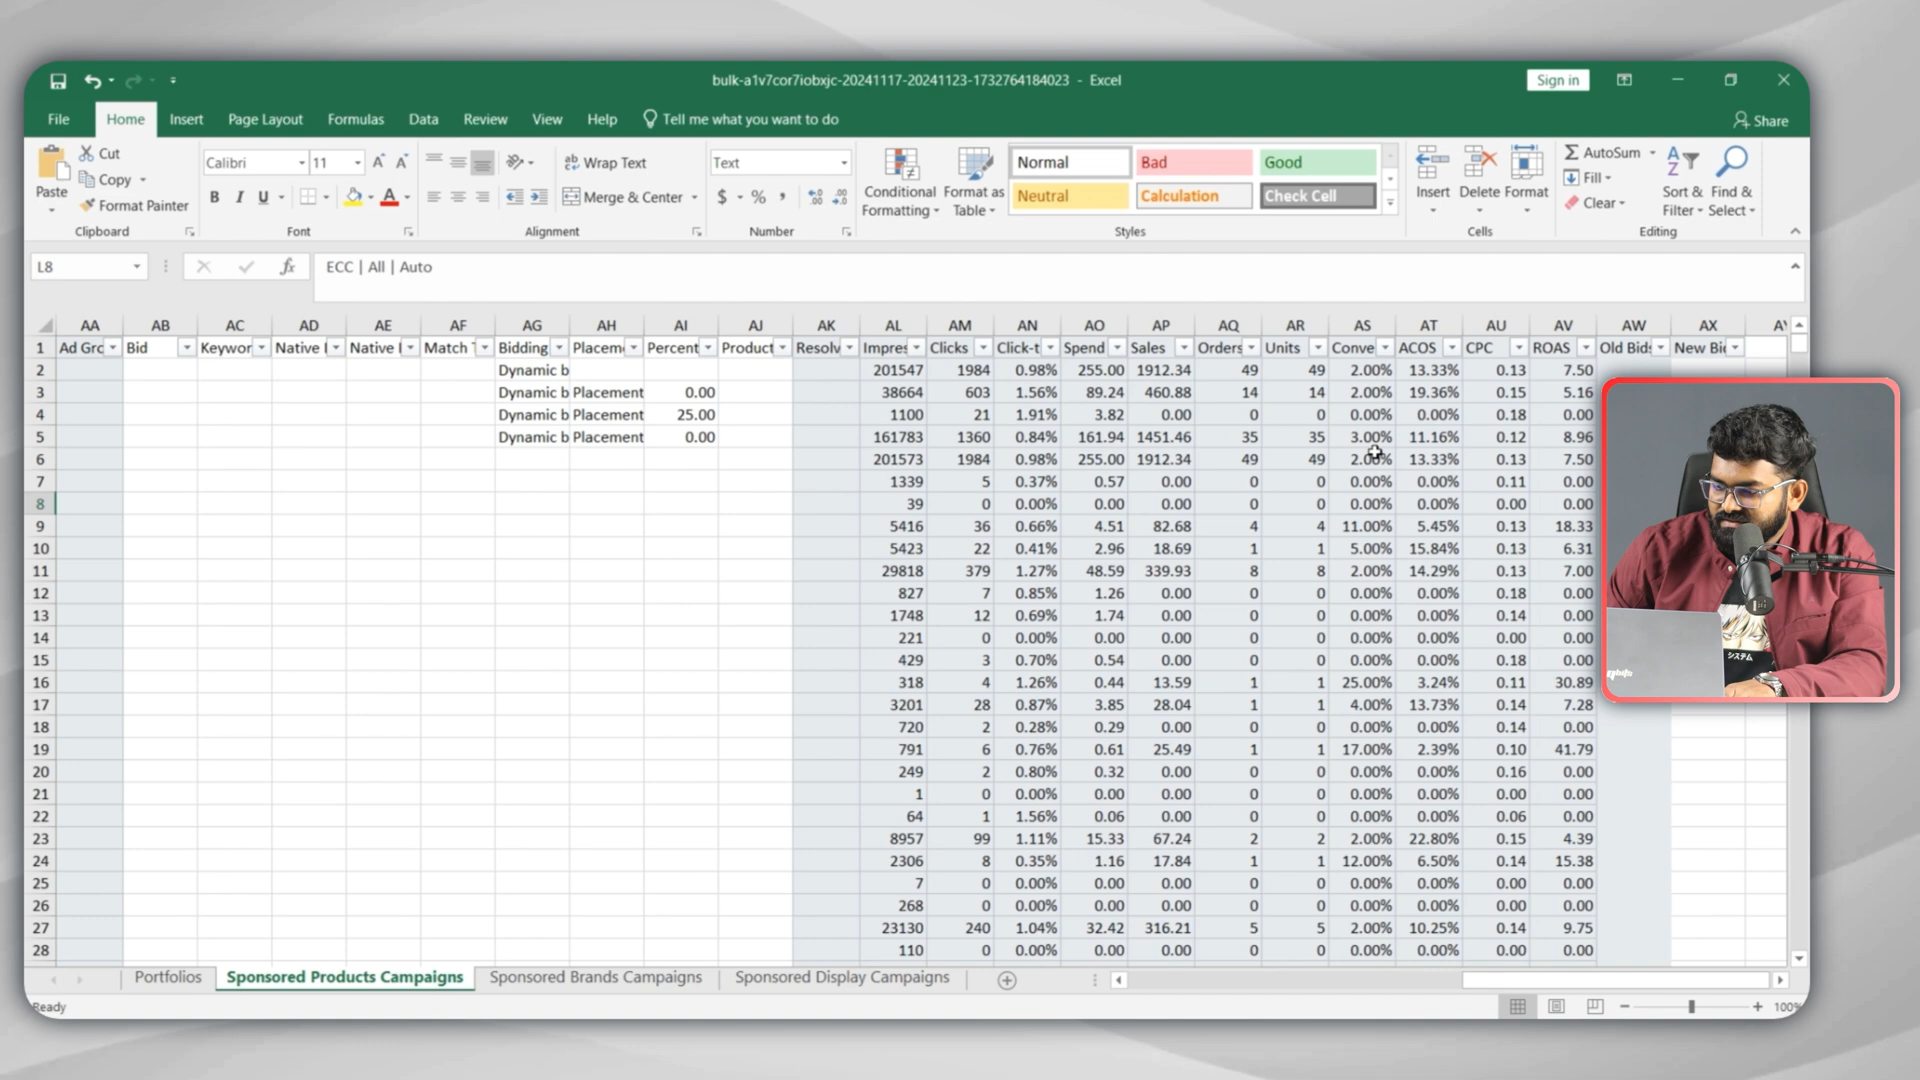 bulk-a1v7cor7iobxjc-20241117-20241123-1732764184023 - Excel
Sign in
File Home Insert Page Layout Formulas Data Review View Help Tell me what you want to do
Share
Paste
Cut
Copy
Format Painter
Clipboard
Calibri 11
B I U
Font
Wrap Text
Merge & Center
Alignment
Text
$ % ,
Number
Conditional Formatting
Format as Table
Normal Bad Good
Neutral Calculation Check Cell
Styles
Insert Delete Format
Cells
AutoSum
Fill
Clear
Sort & Filter
Find & Select
Editing
L8 fx ECC | All | Auto
AA AB AC AD AE AF AG AH AI AJ AK AL AM AN AO AP AQ AR AS AT AU AV AW AX
1 Ad Grc Bid Keywor Native Native Match Bidding Placem Percent Product Resolv Impres Clicks Click-t Spend Sales Orders Units Conve ACOS CPC ROAS Old Bids New Bi
2 Dynamic b 201547 1984 0.98% 255.00 1912.34 49 49 2.00% 13.33% 0.13 7.50
3 Dynamic b Placement 0.00 38664 603 1.56% 89.24 460.88 14 14 2.00% 19.36% 0.15 5.16
4 Dynamic b Placement 25.00 1100 21 1.91% 3.82 0.00 0 0 0.00% 0.00% 0.18 0.00
5 Dynamic b Placement 0.00 161783 1360 0.84% 161.94 1451.46 35 35 3.00% 11.16% 0.12 8.96
6 201573 1984 0.98% 255.00 1912.34 49 49 2.00% 13.33% 0.13 7.50
7 1339 5 0.37% 0.57 0.00 0 0 0.00% 0.00% 0.11 0.00
8 39 0 0.00% 0.00 0.00 0 0 0.00% 0.00% 0.00 0.00
9 5416 36 0.66% 4.51 82.68 4 4 11.00% 5.45% 0.13 18.33
10 5423 22 0.41% 2.96 18.69 1 1 5.00% 15.84% 0.13 6.31
11 29818 379 1.27% 48.59 339.93 8 8 2.00% 14.29% 0.13 7.00
12 827 7 0.85% 1.26 0.00 0 0 0.00% 0.00% 0.18 0.00
13 1748 12 0.69% 1.74 0.00 0 0 0.00% 0.00% 0.14 0.00
14 221 0 0.00% 0.00 0.00 0 0 0.00% 0.00% 0.00 0.00
15 429 3 0.70% 0.54 0.00 0 0 0.00% 0.00% 0.18 0.00
16 318 4 1.26% 0.44 13.59 1 1 25.00% 3.24% 0.11 30.89
17 3201 28 0.87% 3.85 28.04 1 1 4.00% 13.73% 0.14 7.28
18 720 2 0.28% 0.29 0.00 0 0 0.00% 0.00% 0.14 0.00
19 791 6 0.76% 0.61 25.49 1 1 17.00% 2.39% 0.10 41.79
20 249 2 0.80% 0.32 0.00 0 0 0.00% 0.00% 0.16 0.00
21 1 0 0.00% 0.00 0.00 0 0 0.00% 0.00% 0.00 0.00
22 64 1 1.56% 0.06 0.00 0 0 0.00% 0.00% 0.06 0.00
23 8957 99 1.11% 15.33 67.24 2 2 2.00% 22.80% 0.15 4.39
24 2306 8 0.35% 1.16 17.84 1 1 12.00% 6.50% 0.14 15.38
25 7 0 0.00% 0.00 0.00 0 0 0.00% 0.00% 0.00 0.00
26 268 0 0.00% 0.00 0.00 0 0 0.00% 0.00% 0.00 0.00
27 23130 240 1.04% 32.42 316.21 5 5 2.00% 10.25% 0.14 9.75
28 110 0 0.00% 0.00 0.00 0 0 0.00% 0.00% 0.00 0.00
システム
Portfolios Sponsored Products Campaigns Sponsored Brands Campaigns Sponsored Display Campaigns
Ready 100%